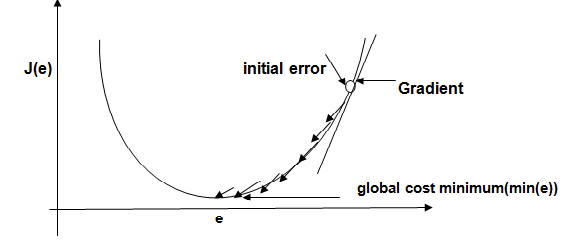 J(e)
initial error
Gradient
global cost minimum(min(e))
e